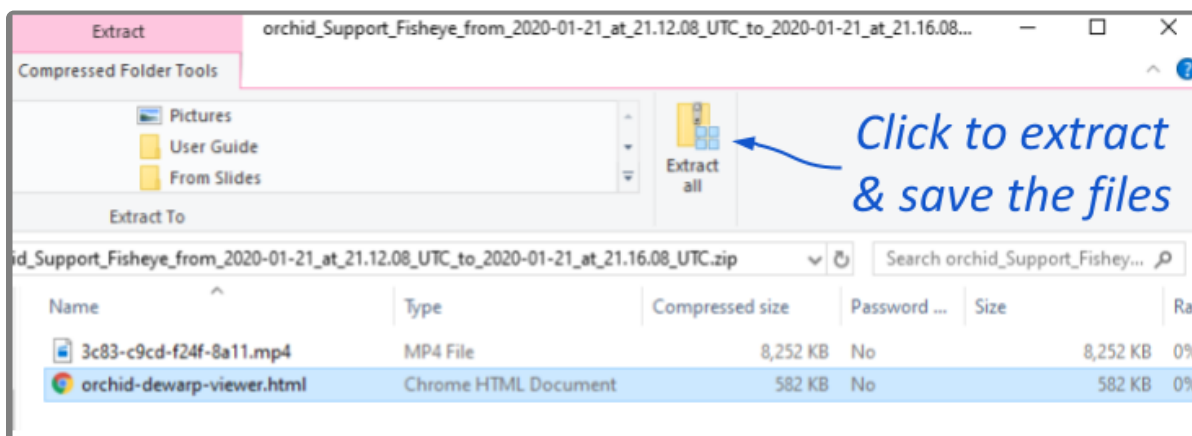 Extract
orchid_Support_Fisheye_from_2020-01-21_at_21.12.08_UTC_to_2020-01-21_at_21.16.08...
Compressed Folder Tools
?
Pictures
User Guide
From Slides
Extract To
Extract
all
Click to extract
& save the files
id_Support_Fisheye_from_2020-01-21_at_21.12.08_UTC_to_2020-01-21_at_21.16.08_UTC.zip
Search orchid_Support_Fishey...
Name Type Compressed size Password ... Size Ra
3c83-c9cd-f24f-8a11.mp4 MP4 File 8,252 KB No 8,252 KB 0%
orchid-dewarp-viewer.html Chrome HTML Document 582 KB No 582 KB 0%